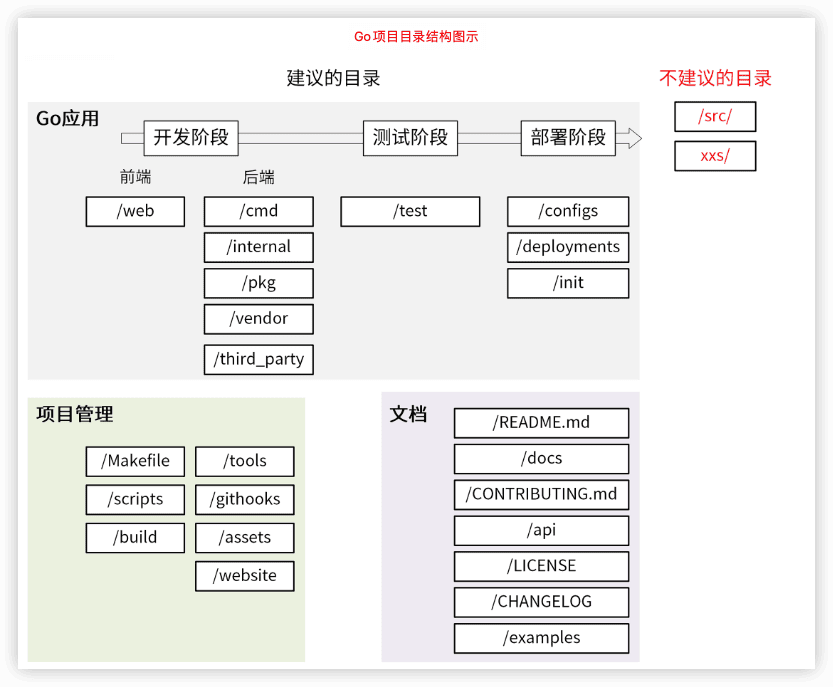 Go项目目录结构图示
建议的目录
不建议的目录
Go应用
开发阶段
测试阶段
部署阶段
/src/
xxs/
前端
后端
/web
/cmd
/test
/configs
/internal
/deployments
/pkg
/init
/vendor
/third_party
项目管理
/Makefile
/tools
/scripts
/githooks
/build
/assets
/website
文档
/README.md
/docs
/CONTRIBUTING.md
/api
/LICENSE
/CHANGELOG
/examples